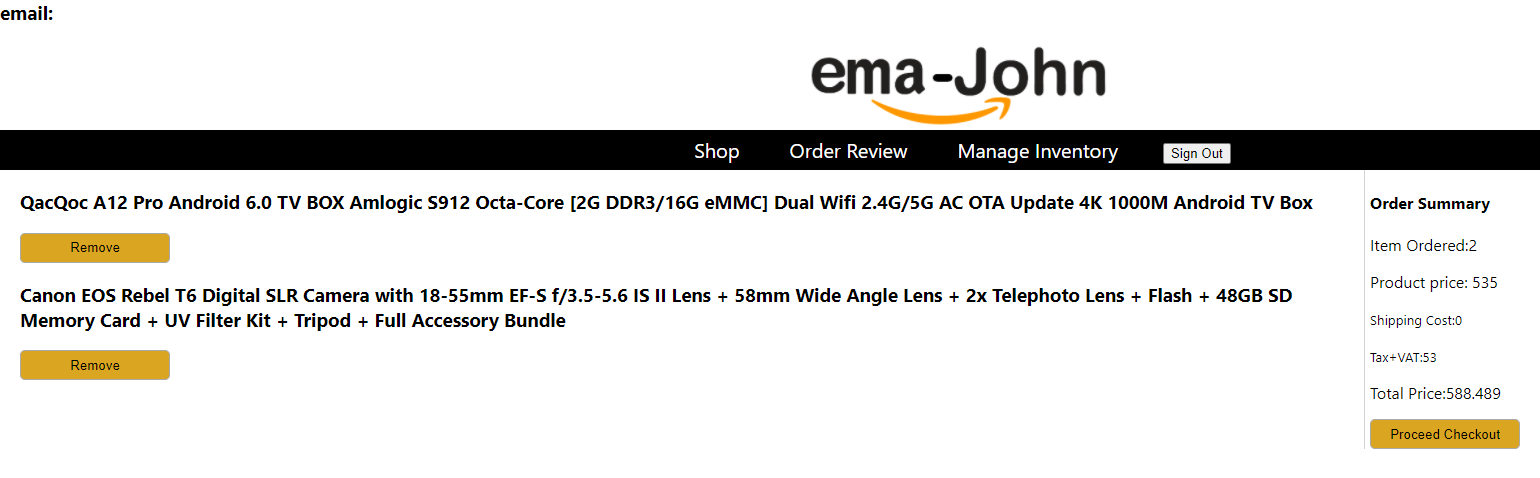 email:
ema-John
Shop Order Review Manage Inventory Sign Out
QacQoc A12 Pro Android 6.0 TV BOX Amlogic S912 Octa-Core [2G DDR3/16G eMMC] Dual Wifi 2.4G/5G AC OTA Update 4K 1000M Android TV Box
Remove
Canon EOS Rebel T6 Digital SLR Camera with 18-55mm EF-S f/3.5-5.6 IS II Lens + 58mm Wide Angle Lens + 2x Telephoto Lens + Flash + 48GB SD
Memory Card + UV Filter Kit + Tripod + Full Accessory Bundle
Remove
Order Summary
Item Ordered:2
Product price: 535
Shipping Cost:0
Tax+VAT:53
Total Price:588.489
Proceed Checkout